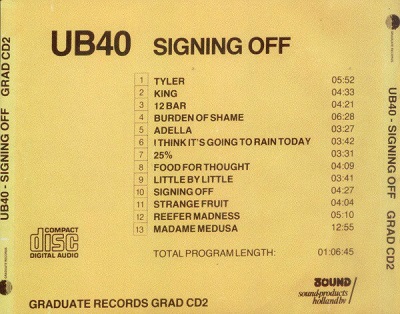 UB40 SIGNING OFF
1 TYLER 05:52
2 KING 04:33
3 12 BAR 04:21
4 BURDEN OF SHAME 06:28
5 ADELLA 03:27
6 I THINK IT'S GOING TO RAIN TODAY 03:42
7 25% 03:31
8 FOOD FOR THOUGHT 04:09
9 LITTLE BY LITTLE 03:41
10 SIGNING OFF 04:27
11 STRANGE FRUIT 04:04
12 REEFER MADNESS 05:10
13 MADAME MEDUSA 12:55
TOTAL PROGRAM LENGTH: 01:06:45
COMPACT
disc
DIGITAL AUDIO
SOUND
sound-products
holland bv
GRADUATE RECORDS GRAD CD2
UB40 - SIGNING OFF GRAD CD2
UB40 - SIGNING OFF GRAD CD2